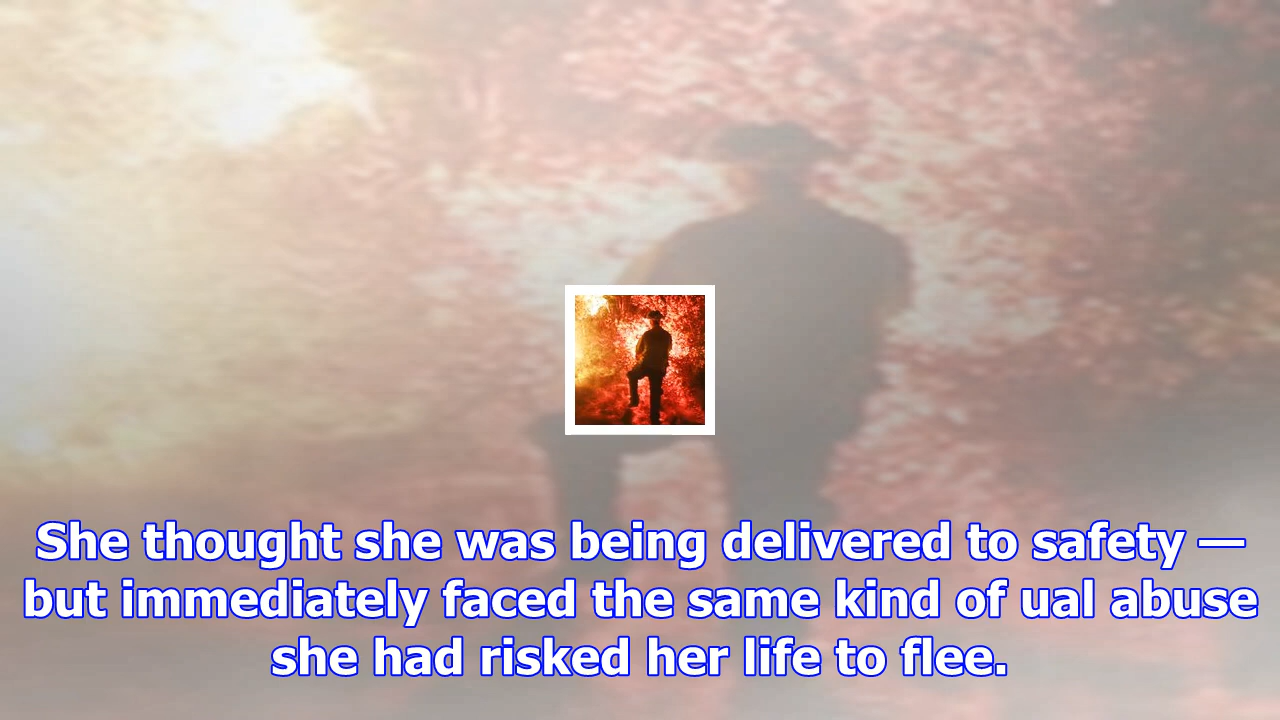 She thought she was being delivered to safety —
but immediately faced the same kind of ual abuse
she had risked her life to flee.